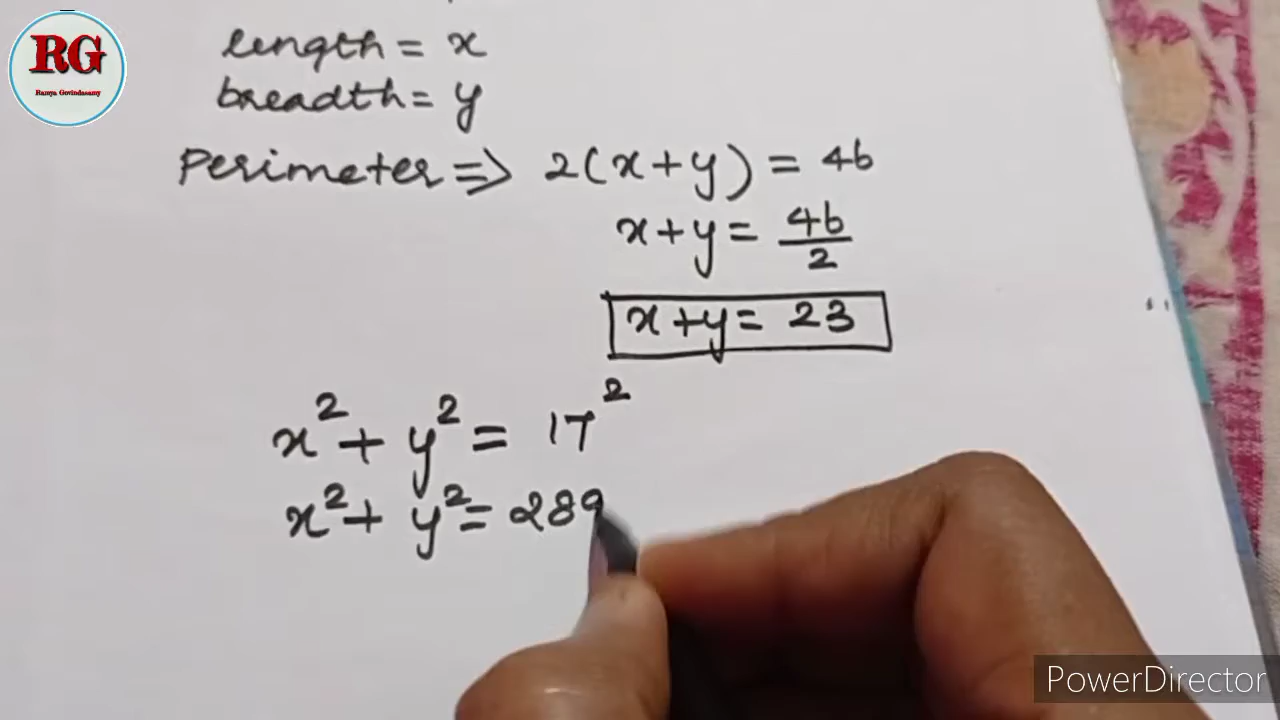 RG
Ramya Govindasamy
length = x
breadth = y
Perimeter => 2(x+y) = 46
x+y = 46/2
x+y = 23
x² + y² = 17²
x² + y² = 289
PowerDirector